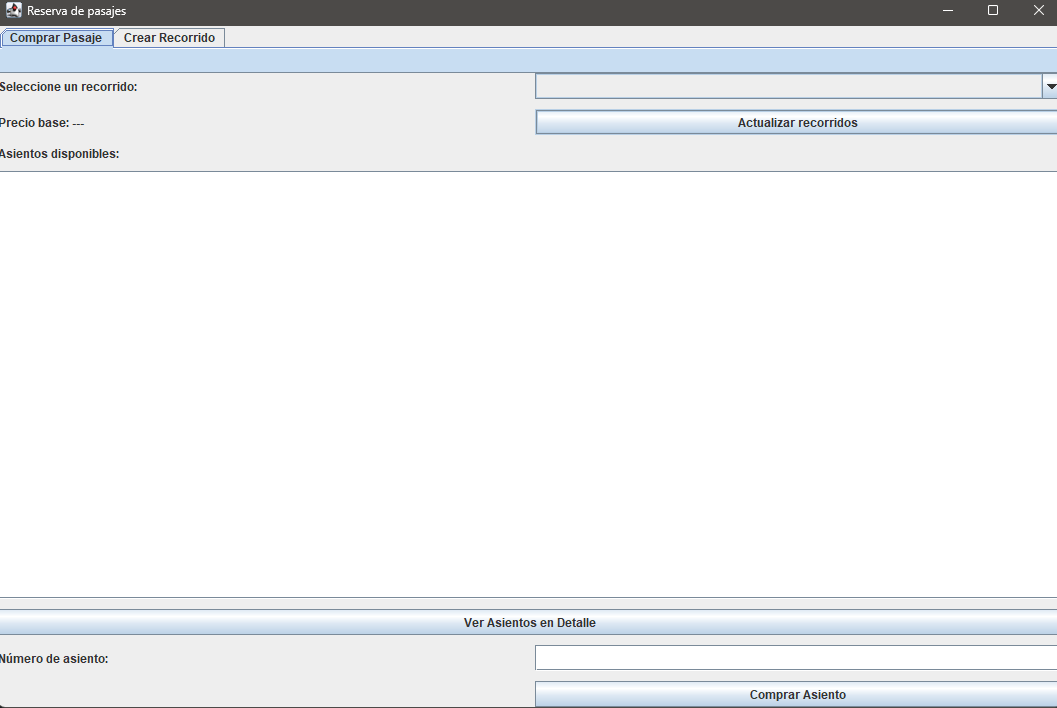 Reserva de pasajes
Comprar Pasaje Crear Recorrido
Seleccione un recorrido:
Precio base: ---
Actualizar recorridos
Asientos disponibles:
Ver Asientos en Detalle
Número de asiento:
Comprar Asiento